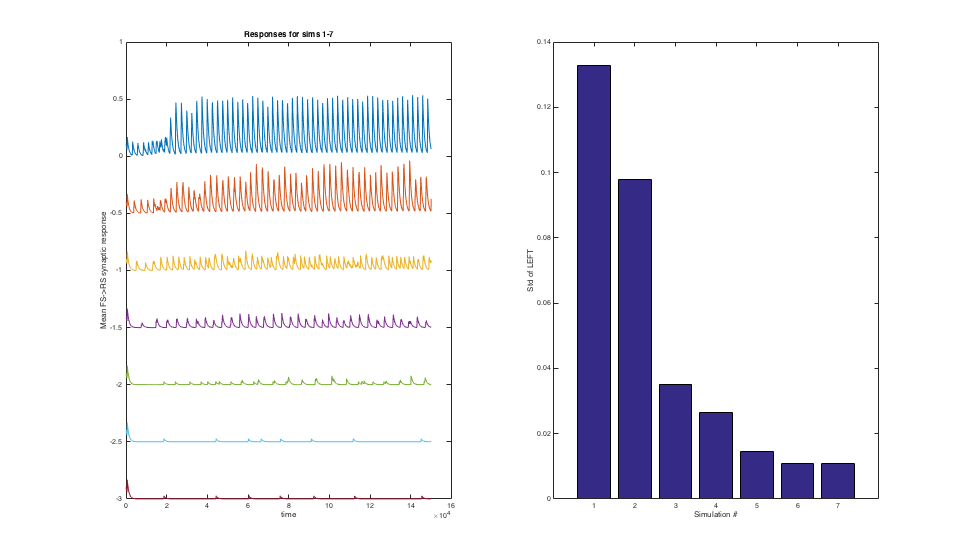 Responses for sims 1-7
Mean FS->RS synaptic response
1
0.5
0
-0.5
-1
-1.5
-2
-2.5
-3
0 2 4 6 8 10 12 14 16
×10⁴
time
Std of LEFT
0.14
0.12
0.1
0.08
0.06
0.04
0.02
0
1 2 3 4 5 6 7
Simulation #